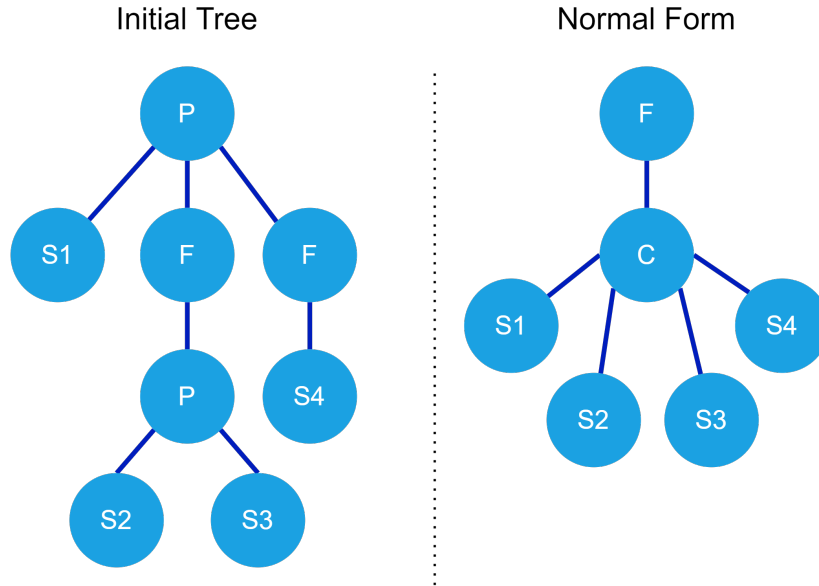 Initial Tree
P
S1
F
F
P
S4
S2
S3
Normal Form
F
C
S1
S4
S2
S3